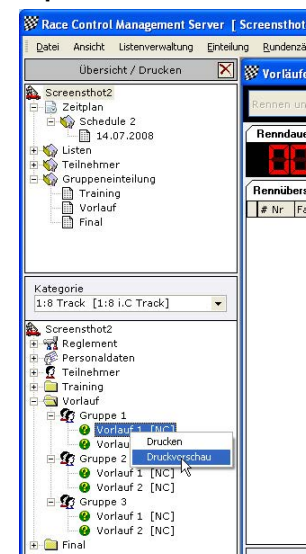 Race Control Management Server [ Screensthot
Datei Ansicht Listenverwaltung Einteilung Rundenzä
Übersicht / Drucken
Vorläufe
Screensthot2
Zeitplan
Schedule 2
14.07.2008
Listen
Teilnehmer
Gruppeneinteilung
Training
Vorlauf
Final
Rennen un
Renndaue
Rennübers
# Nr Fa
Kategorie
1:8 Track [1:8 i.C Track]
Screensthot2
Reglement
Personaldaten
Teilnehmer
Training
Vorlauf
Gruppe 1
Vorlauf 1 [NC]
Vorlau
Drucken
Druckvorschau
Gruppe 2
Vorlauf 1 [NC]
Vorlauf 2 [NC]
Gruppe 3
Vorlauf 1 [NC]
Vorlauf 2 [NC]
Final